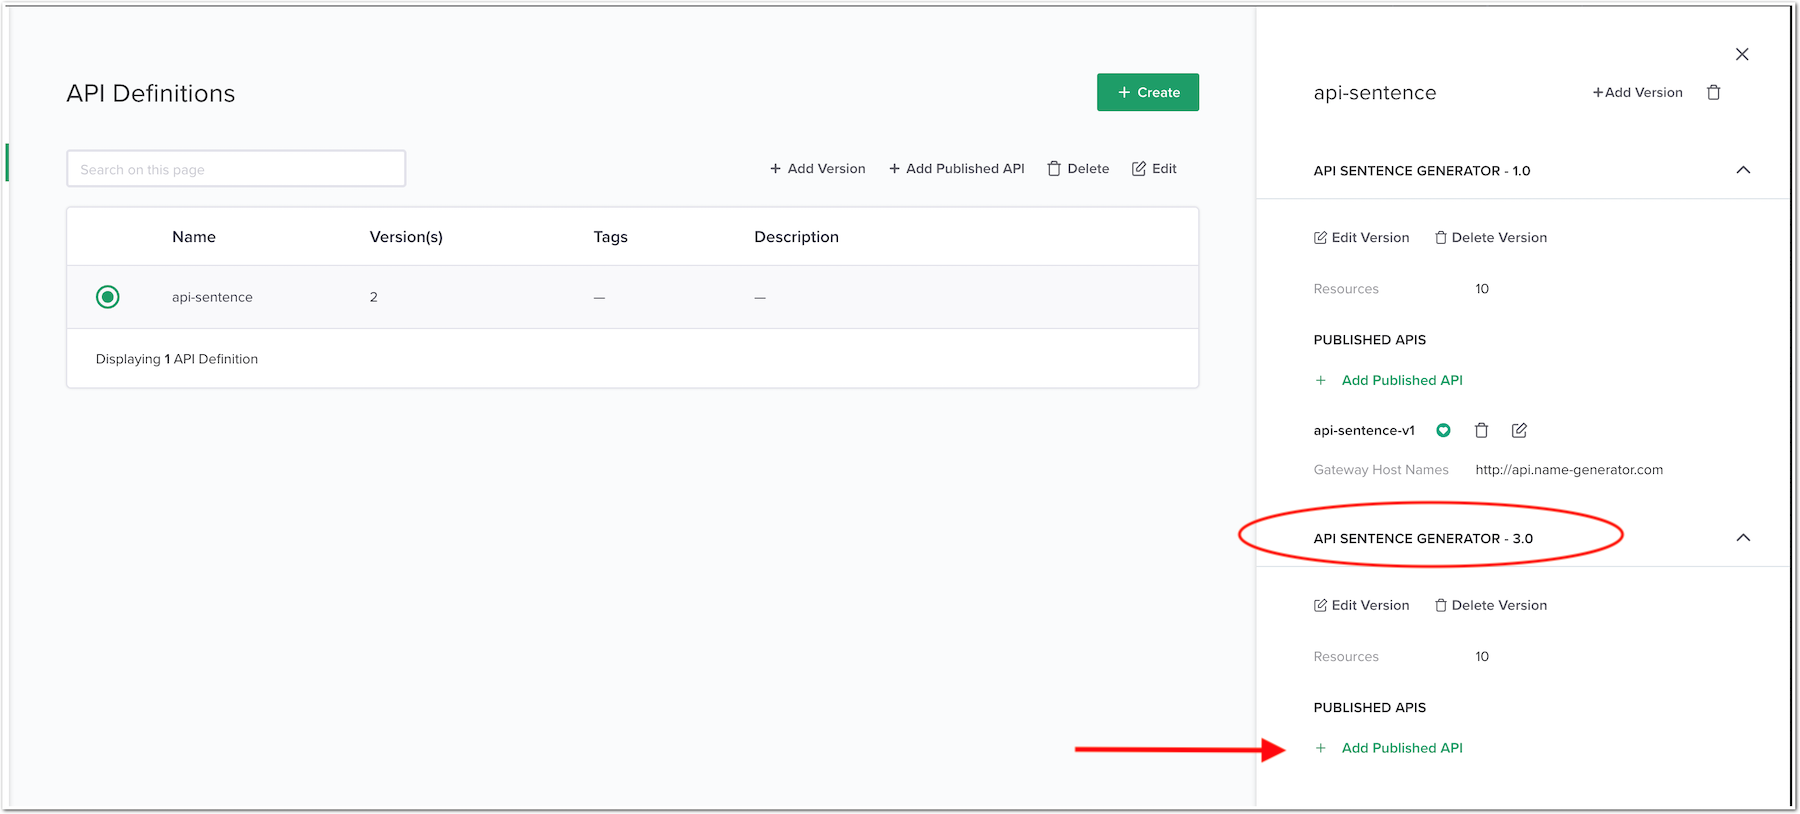 API Definitions
+ Create
Search on this page
+ Add Version + Add Published API Delete Edit
Name Version(s) Tags Description
api-sentence 2 — —
Displaying 1 API Definition
api-sentence +Add Version
API SENTENCE GENERATOR - 1.0
Edit Version Delete Version
Resources 10
PUBLISHED APIS
+ Add Published API
api-sentence-v1
Gateway Host Names http://api.name-generator.com
API SENTENCE GENERATOR - 3.0
Edit Version Delete Version
Resources 10
PUBLISHED APIS
+ Add Published API